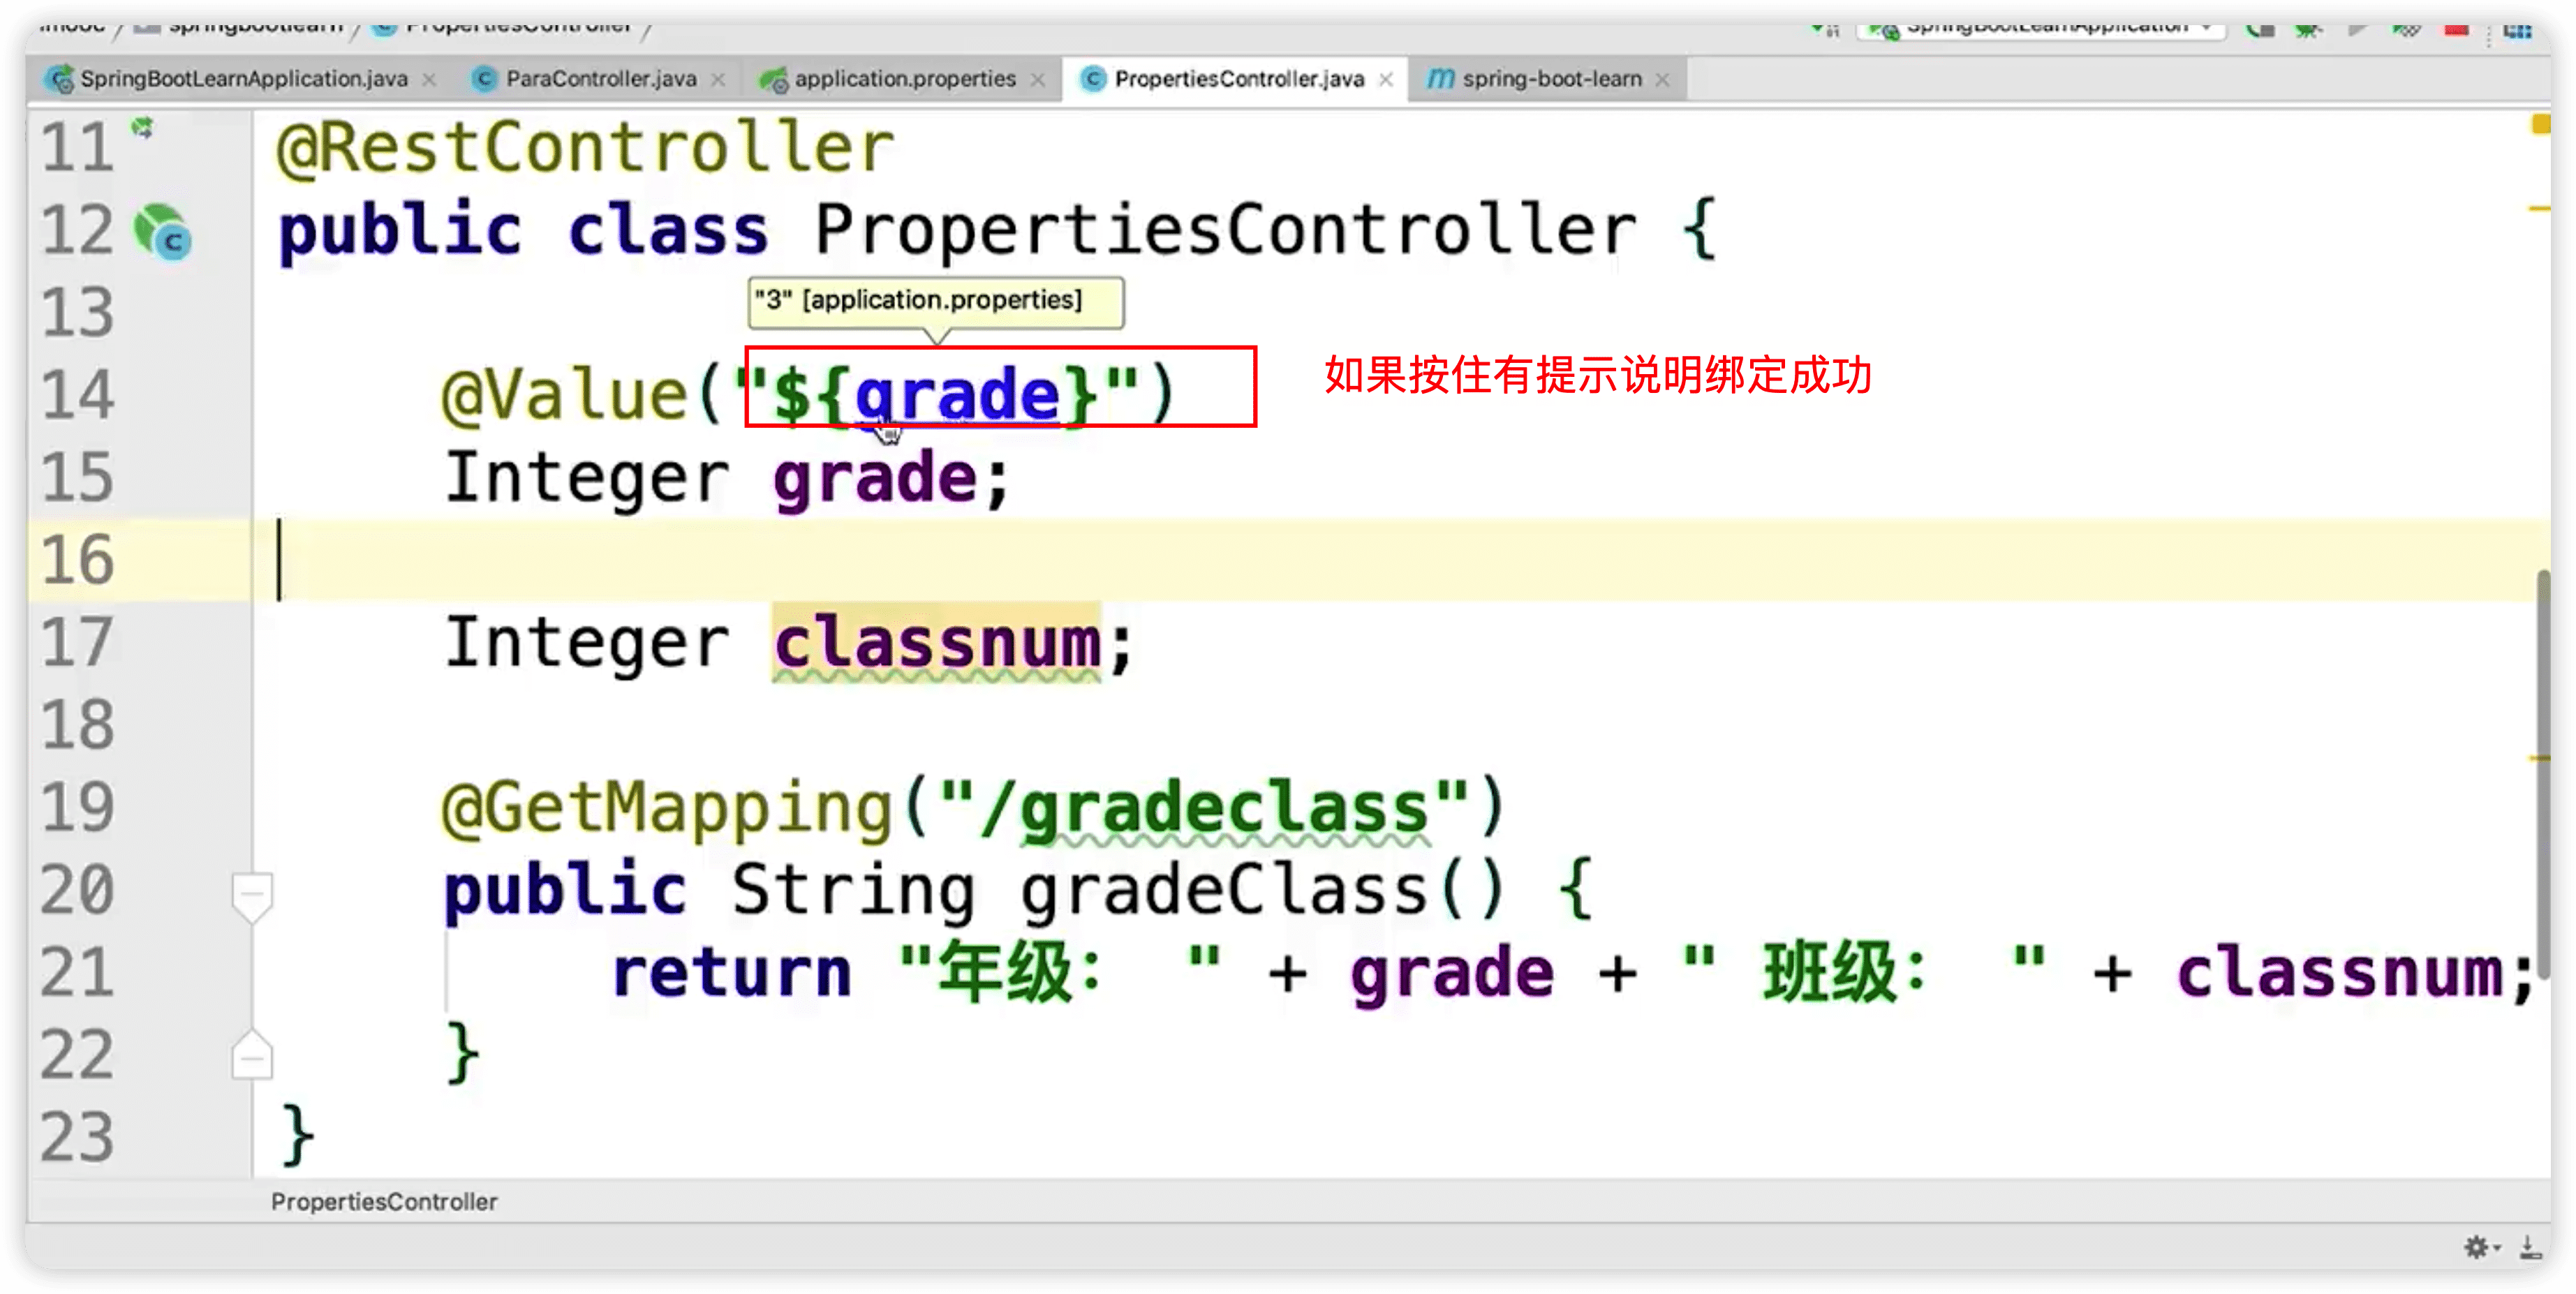 springbootlearn PropertiesController SpringBootLearnApplication
SpringBootLearnApplication.java ParaController.java application.properties PropertiesController.java spring-boot-learn
11 @RestController
12 public class PropertiesController {
"3" [application.properties]
13
14 @Value("${grade}") 如果按住有提示说明绑定成功
15 Integer grade;
16
17 Integer classnum;
18
19 @GetMapping("/gradeclass")
20 public String gradeClass() {
21 return "年级： " + grade + " 班级： " + classnum;
22 }
23 }
PropertiesController